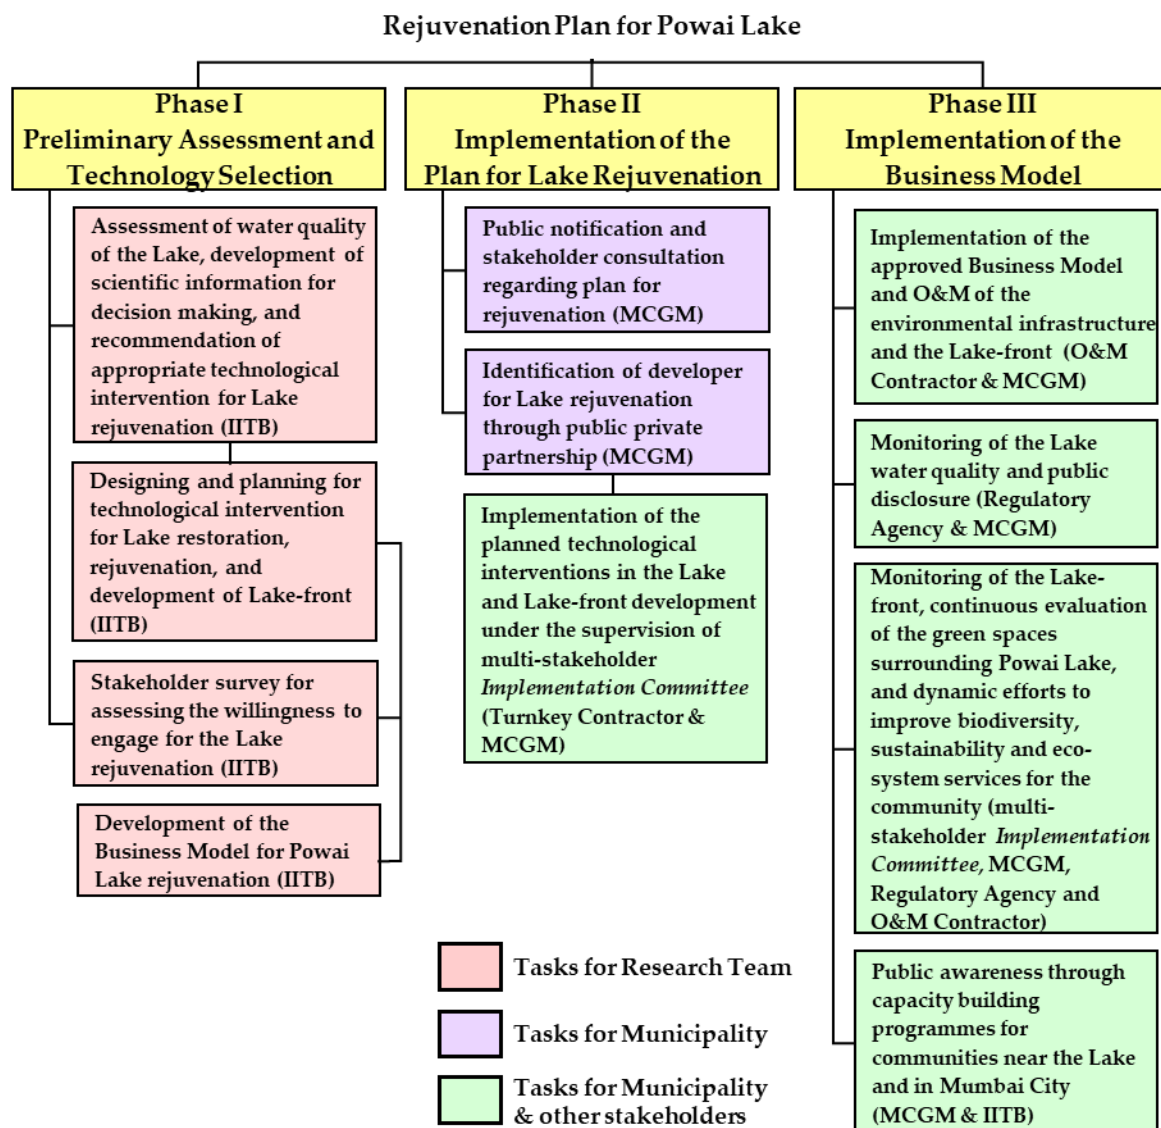 Rejuvenation Plan for Powai Lake
Phase I
Preliminary Assessment and
Technology Selection
Assessment of water quality
of the Lake, development of
scientific information for
decision making, and
recommendation of
appropriate technological
intervention for Lake
rejuvenation (IITB)
Designing and planning for
technological intervention
for Lake restoration,
rejuvenation, and
development of Lake-front
(IITB)
Stakeholder survey for
assessing the willingness to
engage for the Lake
rejuvenation (IITB)
Development of the
Business Model for Powai
Lake rejuvenation (IITB)
Phase II
Implementation of the
Plan for Lake Rejuvenation
Public notification and
stakeholder consultation
regarding plan for
rejuvenation (MCGM)
Identification of developer
for Lake rejuvenation
through public private
partnership (MCGM)
Implementation of the
planned technological
interventions in the Lake
and Lake-front development
under the supervision of
multi-stakeholder
Implementation Committee
(Turnkey Contractor &
MCGM)
Phase III
Implementation of the
Business Model
Implementation of the
approved Business Model
and O&M of the
environmental infrastructure
and the Lake-front (O&M
Contractor & MCGM)
Monitoring of the Lake
water quality and public
disclosure (Regulatory
Agency & MCGM)
Monitoring of the Lake-
front, continuous evaluation
of the green spaces
surrounding Powai Lake,
and dynamic efforts to
improve biodiversity,
sustainability and eco-
system services for the
community (multi-
stakeholder Implementation
Committee, MCGM,
Regulatory Agency and
O&M Contractor)
Public awareness through
capacity building
programmes for
communities near the Lake
and in Mumbai City
(MCGM & IITB)
Tasks for Research Team
Tasks for Municipality
Tasks for Municipality
& other stakeholders